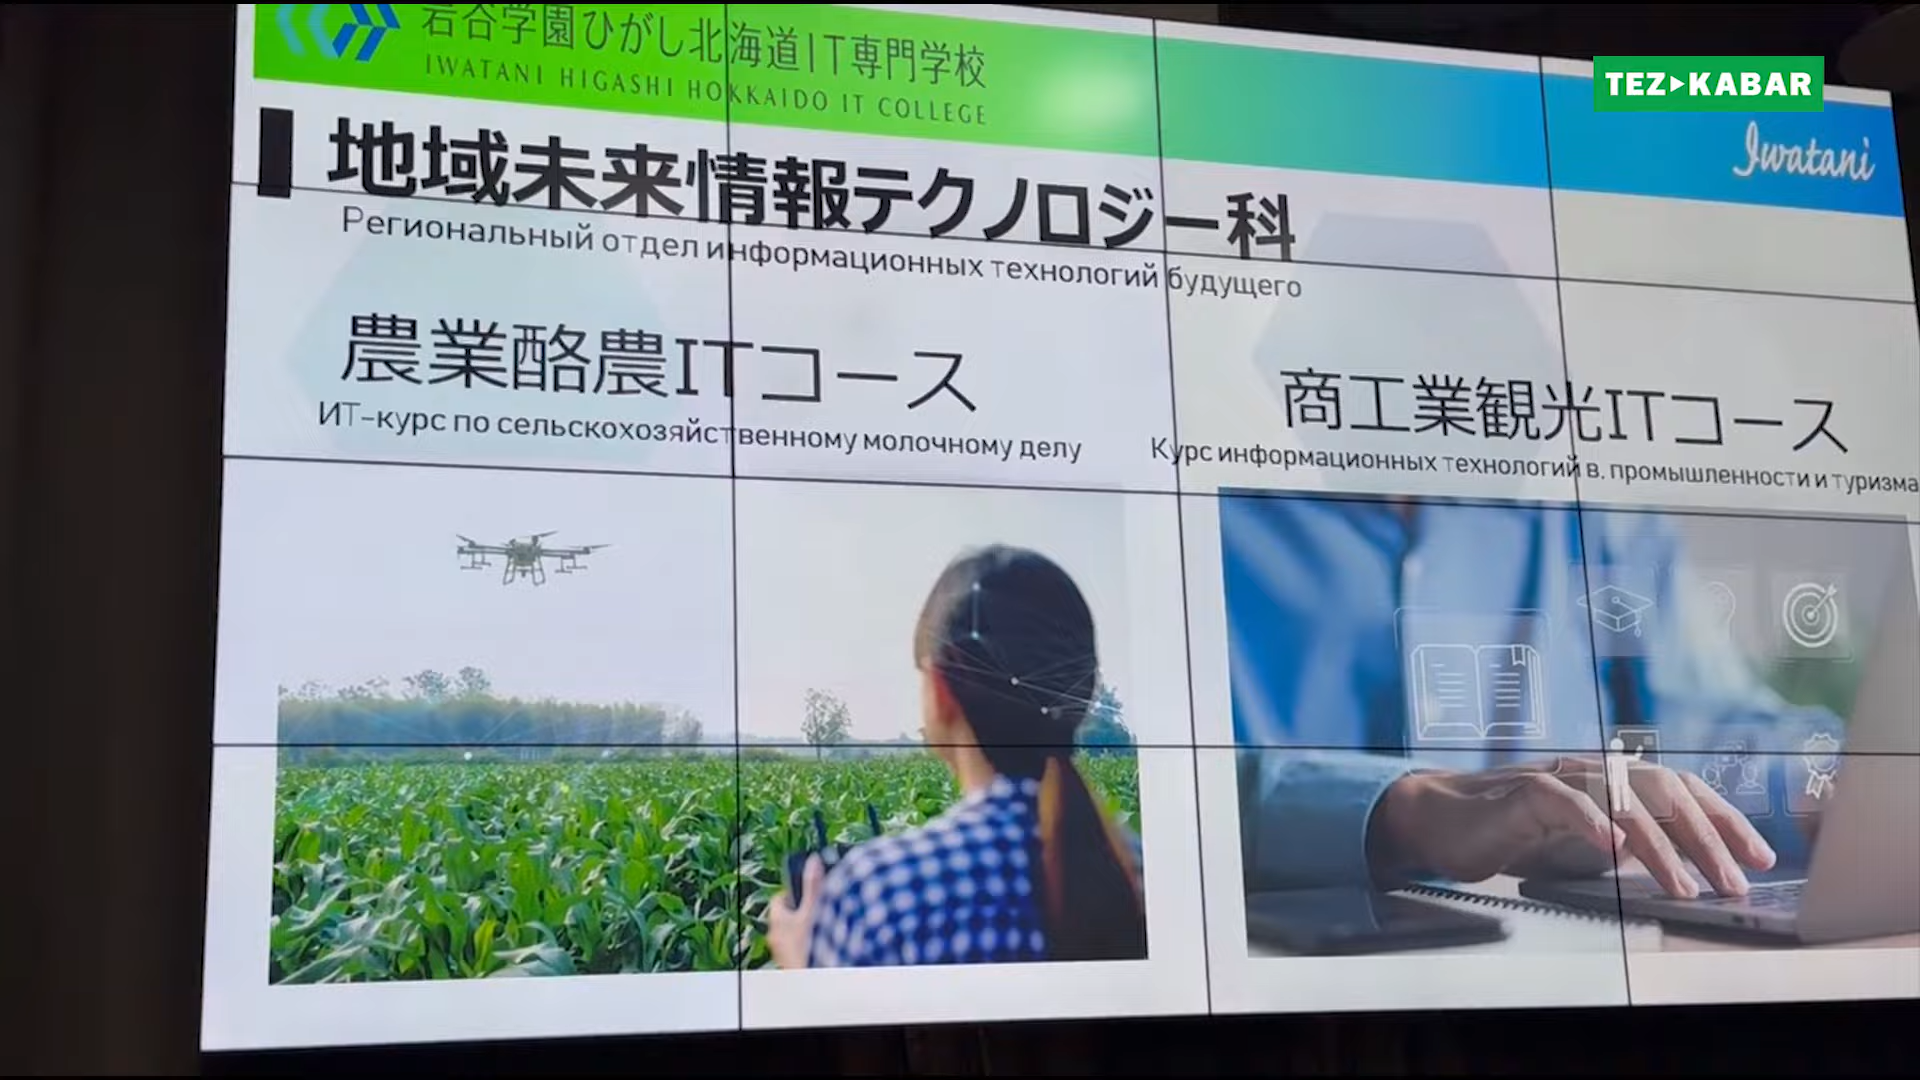 岩谷学園ひがし北海道IT専門学校
IWATANI HIGASHI HOKKAIDO IT COLLEGE
TEZ KABAR
Iwatani
地域未来情報テクノロジー科
Региональный отдел информационных технологий будущего
農業酪農ITコース
ИТ-курс по сельскохозяйственному молочному делу
商工業観光ITコース
Курс информационных технологий в. промышленности и туризма